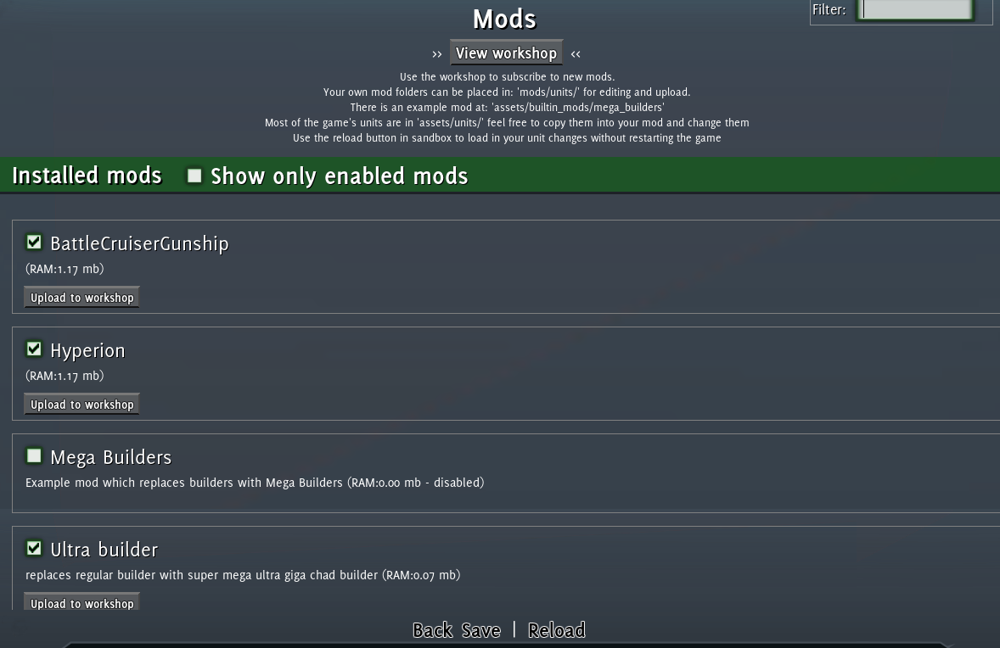 Mods
Filter:
>> View workshop <<
Use the workshop to subscribe to new mods.
Your own mod folders can be placed in: 'mods/units/' for editing and upload.
There is an example mod at: 'assets/builtin_mods/mega_builders'
Most of the game's units are in 'assets/units/' feel free to copy them into your mod and change them
Use the reload button in sandbox to load in your unit changes without restarting the game
Installed mods Show only enabled mods
BattleCruiserGunship
(RAM:1.17 mb)
Upload to workshop
Hyperion
(RAM:1.17 mb)
Upload to workshop
Mega Builders
Example mod which replaces builders with Mega Builders (RAM:0.00 mb - disabled)
Ultra builder
replaces regular builder with super mega ultra giga chad builder (RAM:0.07 mb)
Upload to workshop
Back Save | Reload